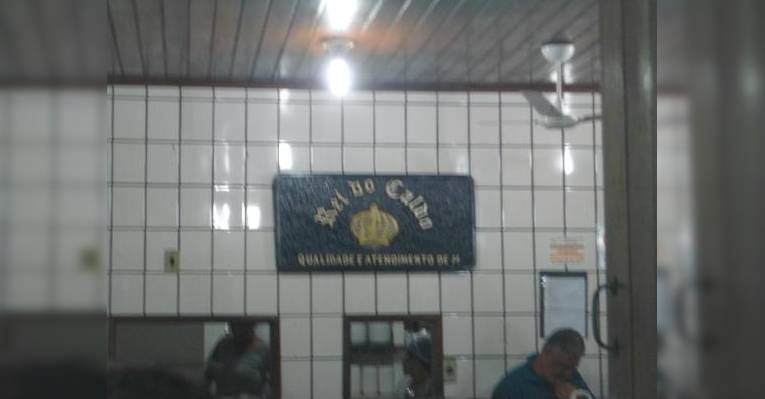 Rei do Caldo
QUALIDADE E ATENDIMENTO DE 1ª